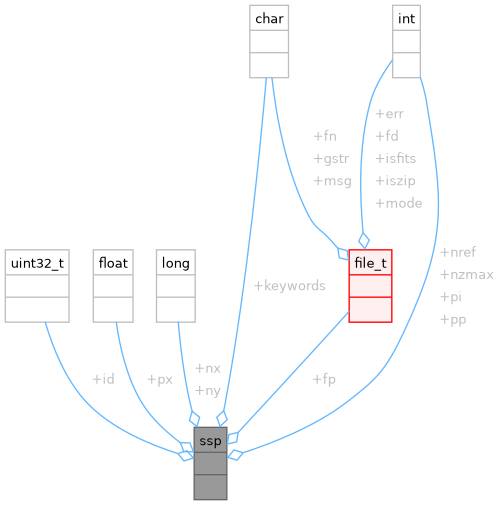 char
int
+err
+fd
+isfits
+iszip
+mode
+fn
+gstr
+msg
uint32_t
float
long
file_t
+nref
+nzmax
+pi
+pp
+keywords
+id
+px
+nx
+ny
+fp
ssp